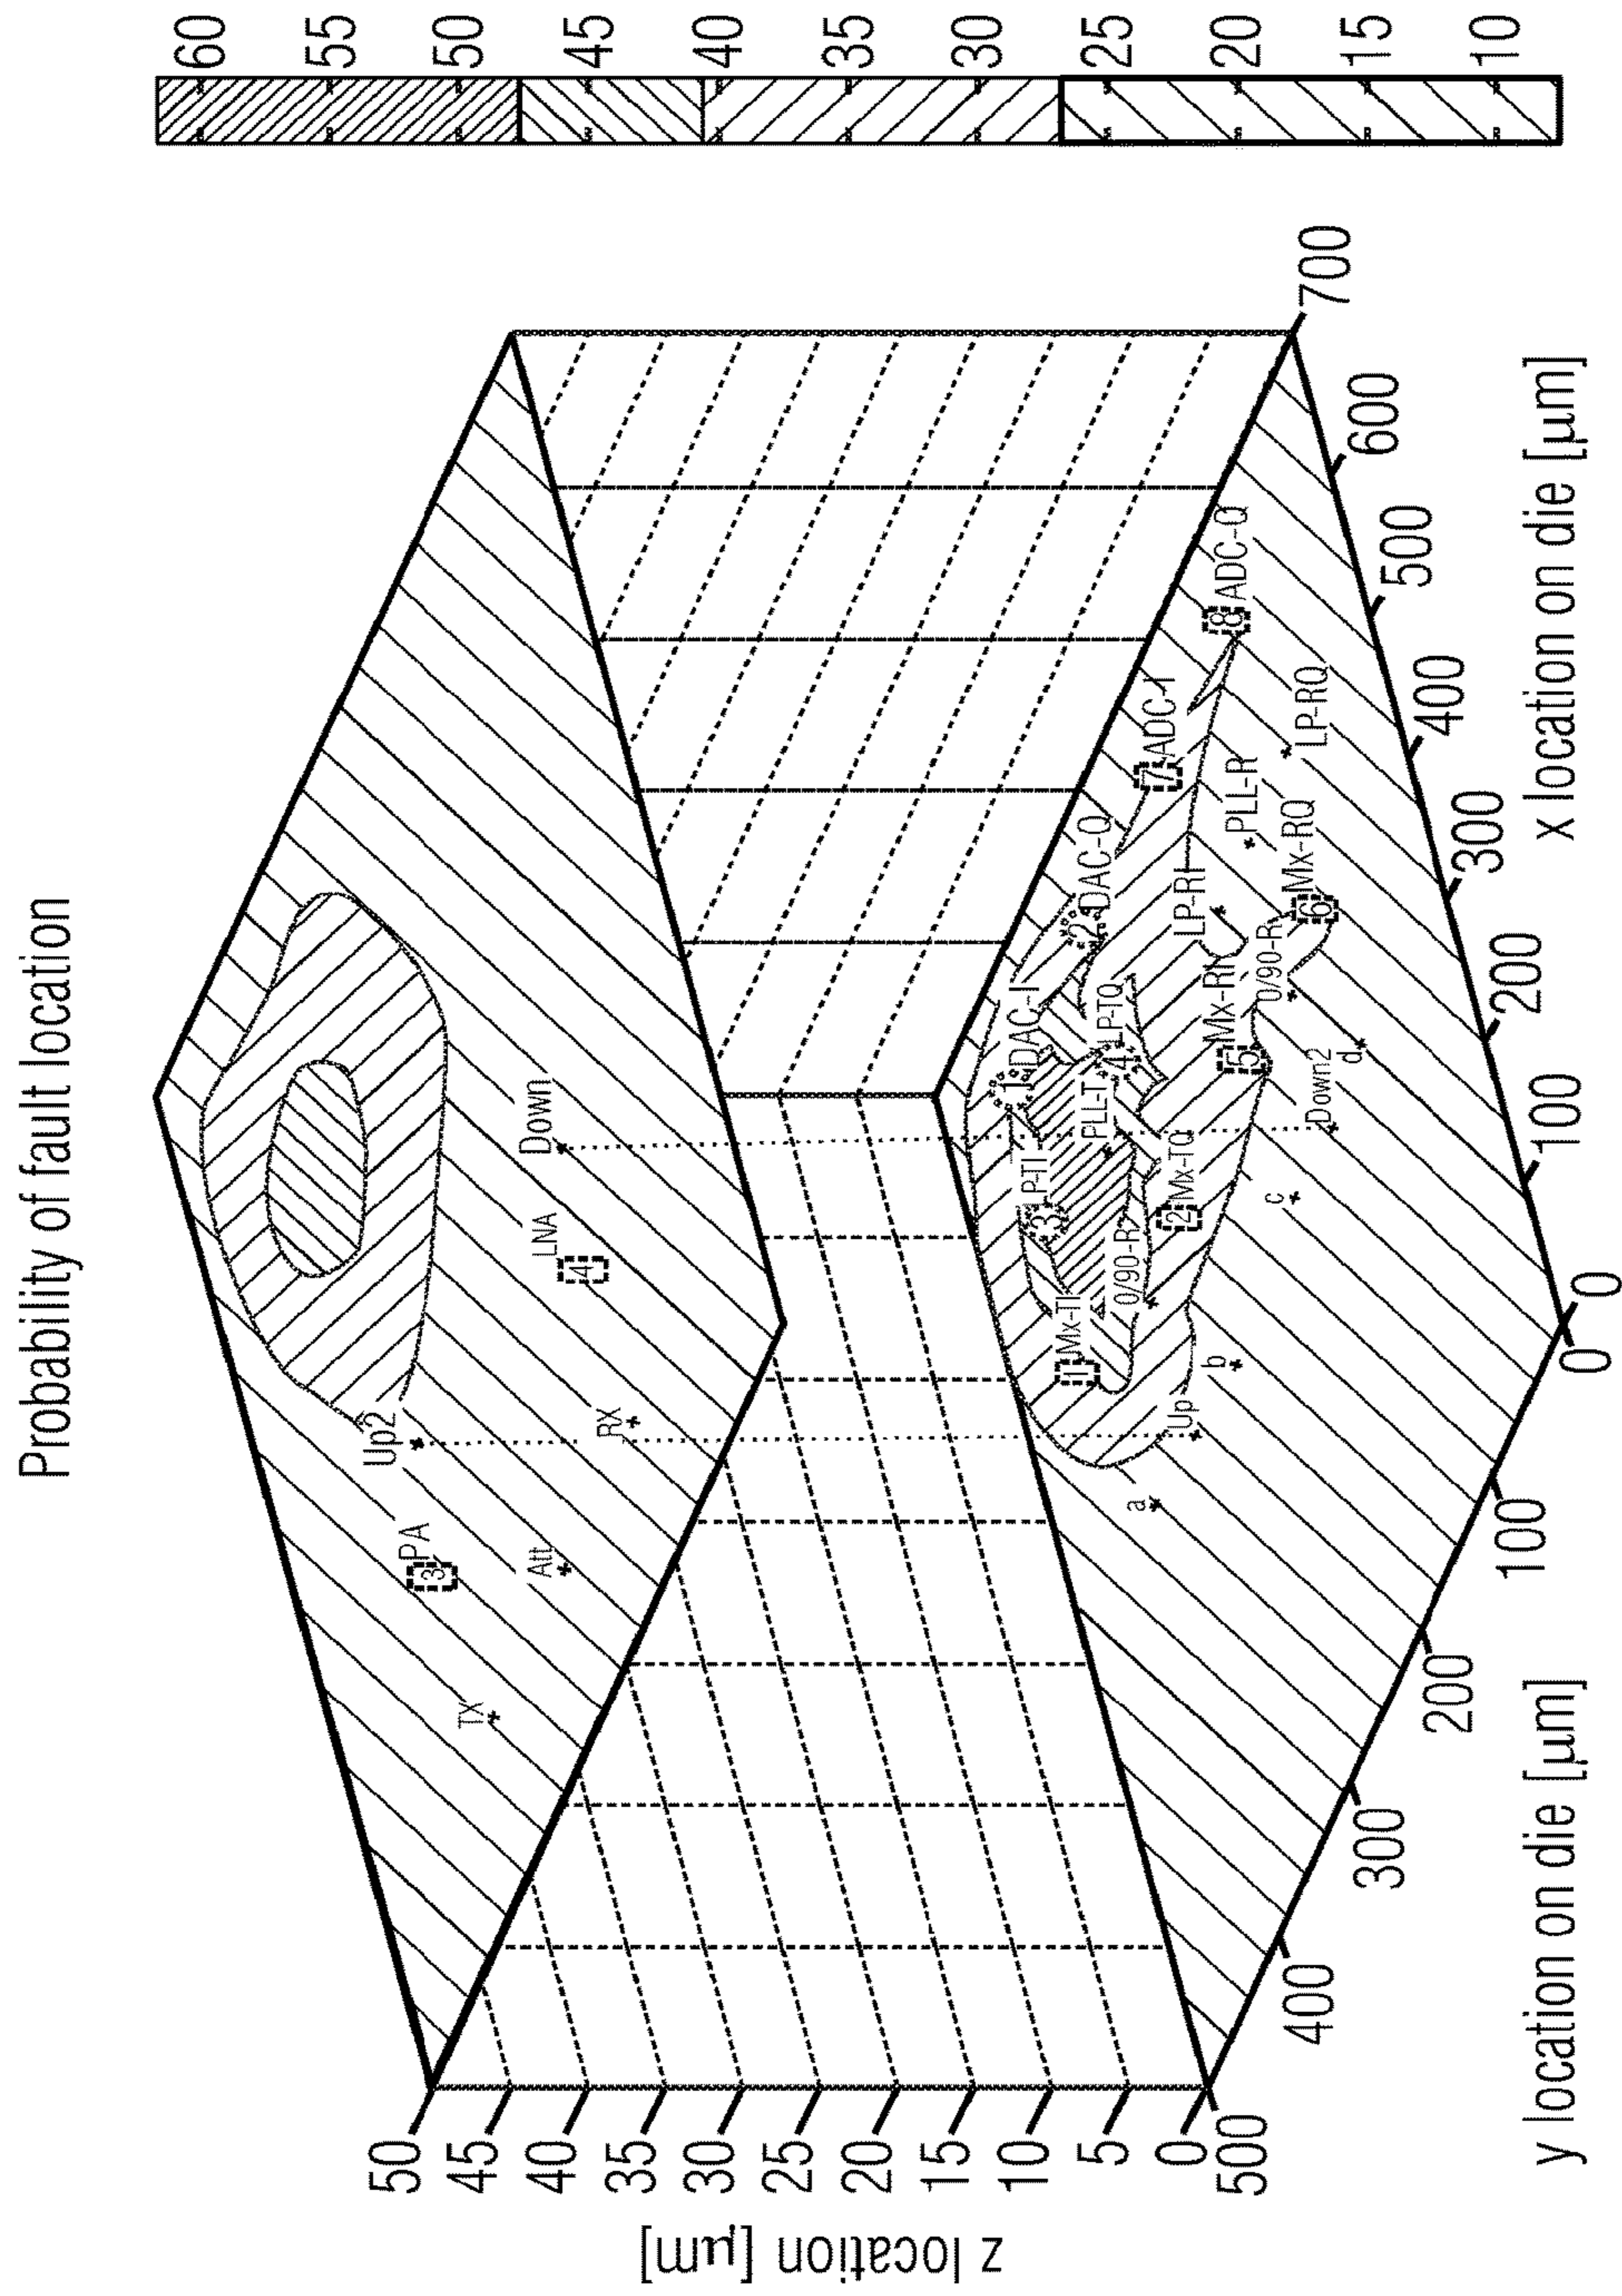 Probability of fault location
60
55
50
45
40
35
30
25
20
15
10
z location [µm]
50
45
40
35
30
25
20
15
10
5
0
y location on die [µm]
500
400
300
200
100
0
x location on die [µm]
0
100
200
300
400
500
600
700
TX
3 PA
Att
Up2
RX
4 LNA
Down
a
Up
b
c
Down2
d
1 Mx-TI
0/90-R
3 LP-TI
2 Mx-TQ
PLL-T
1 DAC-I
4 LP-TQ
5 Mx-RI
0/90-R
2 DAC-Q
LP-RI
6 Mx-RQ
PLL-R
7 ADC-I
LP-RQ
8 ADC-Q